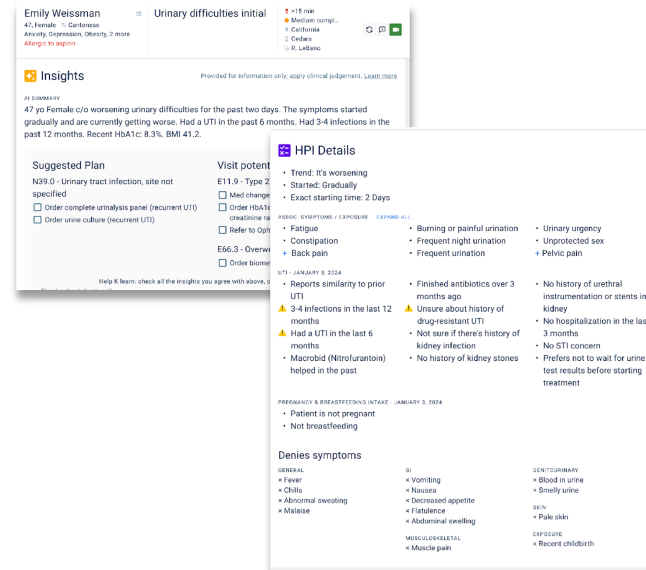 Emily Weissman
47, Female Cantonese
Anxiety, Depression, Obesity, 2 more
Allergic to aspirin
Urinary difficulties initial
>15 min
Medium compl...
California
Cedars
R. LeBano
Insights
Provided for information only; apply clinical judgement. Learn more
AI SUMMARY
47 yo Female c/o worsening urinary difficulties for the past two days. The symptoms started
gradually and are currently getting worse. Had a UTI in the past 6 months. Had 3-4 infections in the
past 12 months. Recent HbA1c: 8.3%. BMI 41.2.
Suggested Plan
N39.0 - Urinary tract infection, site not
specified
Order complete urinalysis panel (recurrent UTI)
Order urine culture (recurrent UTI)
Visit potent
E11.9 - Type 2
Med change
Order HbA1c
creatinine ra
Refer to Oph
E66.3 - Overwe
Order biome
Help K learn: check all the insights you agree with above, o
HPI Details
• Trend: It's worsening
• Started: Gradually
• Exact starting time: 2 Days
ASSOC. SYMPTOMS / EXPOSURE EXPAND ALL
• Fatigue
• Constipation
+ Back pain
• Burning or painful urination
• Frequent night urination
• Frequent urination
• Urinary urgency
• Unprotected sex
+ Pelvic pain
UTI - JANUARY 3, 2024
• Reports similarity to prior
UTI
3-4 infections in the last 12
months
Had a UTI in the last 6
months
• Macrobid (Nitrofurantoin)
helped in the past
• Finished antibiotics over 3
months ago
Unsure about history of
drug-resistant UTI
• Not sure if there's history of
kidney infection
• No history of kidney stones
• No history of urethral
instrumentation or stents in
kidney
• No hospitalization in the las
3 months
• No STI concern
• Prefers not to wait for urine
test results before starting
treatment
PREGNANCY & BREASTFEEDING INTAKE - JANUARY 3, 2024
• Patient is not pregnant
• Not breastfeeding
Denies symptoms
GENERAL
× Fever
× Chills
× Abnormal sweating
× Malaise
GI
× Vomiting
× Nausea
× Decreased appetite
× Flatulence
× Abdominal swelling
MUSCULOSKELETAL
× Muscle pain
GENITOURINARY
× Blood in urine
× Smelly urine
SKIN
× Pale skin
EXPOSURE
× Recent childbirth